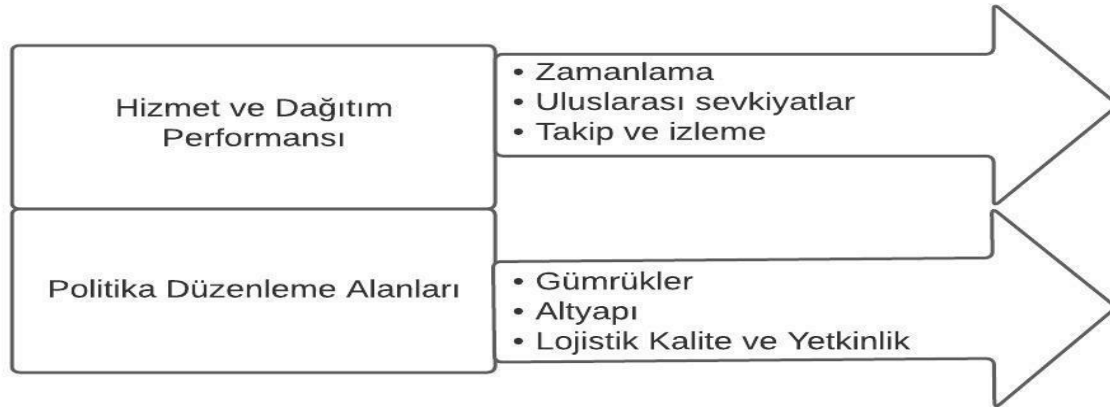 Hizmet ve Dağıtım
Performansı
• Zamanlama
• Uluslarası sevkiyatlar
• Takip ve izleme
Politika Düzenleme Alanları
• Gümrükler
• Altyapı
• Lojistik Kalite ve Yetkinlik